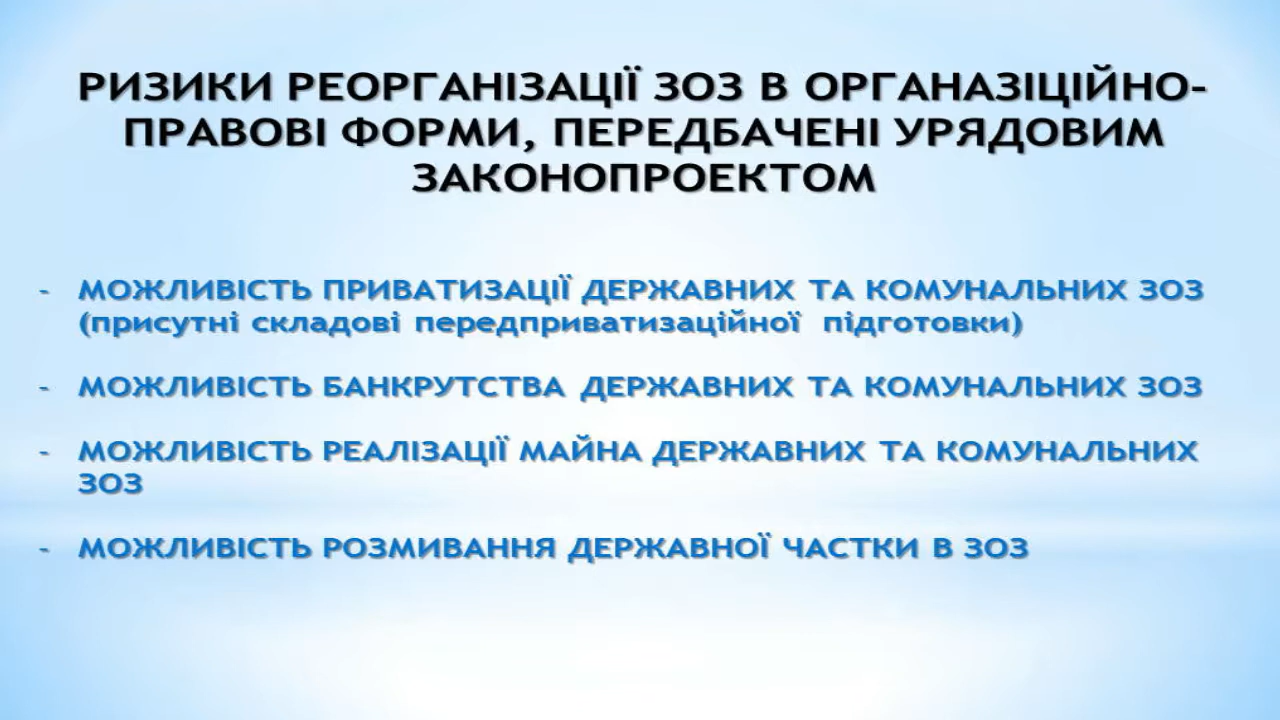 РИЗИКИ РЕОРГАНІЗАЦІЇ ЗОЗ В ОРГАНАЗІЦІЙНО-
ПРАВОВІ ФОРМИ, ПЕРЕДБАЧЕНІ УРЯДОВИМ
ЗАКОНОПРОЕКТОМ
- МОЖЛИВІСТЬ ПРИВАТИЗАЦІЇ ДЕРЖАВНИХ ТА КОМУНАЛЬНИХ ЗОЗ
(присутні складові передприватизаційної підготовки)
- МОЖЛИВІСТЬ БАНКРУТСТВА ДЕРЖАВНИХ ТА КОМУНАЛЬНИХ ЗОЗ
- МОЖЛИВІСТЬ РЕАЛІЗАЦІЇ МАЙНА ДЕРЖАВНИХ ТА КОМУНАЛЬНИХ
ЗОЗ
- МОЖЛИВІСТЬ РОЗМИВАННЯ ДЕРЖАВНОЇ ЧАСТКИ В ЗОЗ